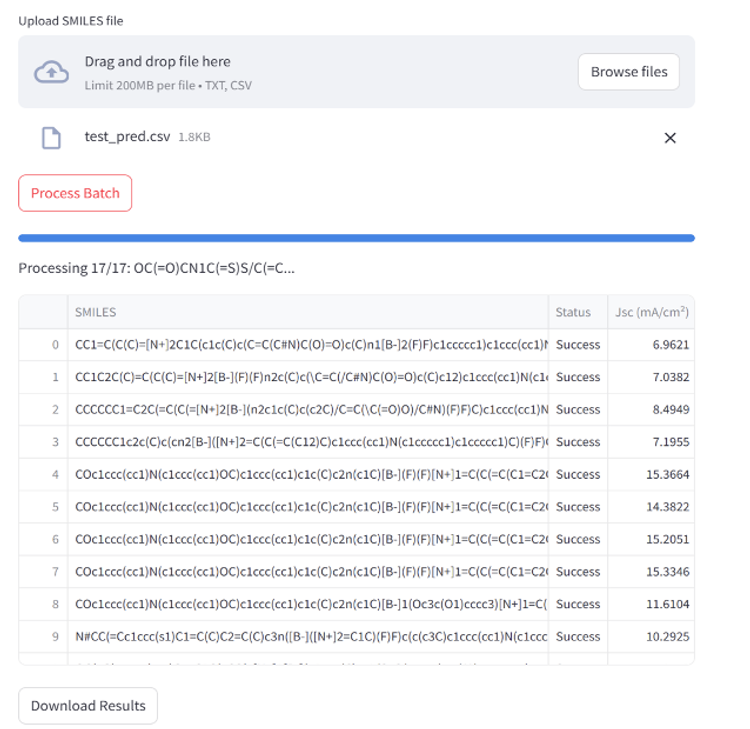 Upload SMILES file
Drag and drop file here
Limit 200MB per file • TXT, CSV
Browse files
test_pred.csv 1.8KB
Process Batch
Processing 17/17: OC(=O)CN1C(=S)S/C(=C...
SMILES Status Jsc (mA/cm²)
0 CC1=C(C(C)=[N+]2C1C(c1c(C)c(C=C(C#N)C(O)=O)c(C)n1[B-]2(F)F)c1ccccc1)c1ccc(cc1)N Success 6.9621
1 CC1C2C(C)=C(C(C)=[N+]2[B-](F)(F)n2c(C)c(\C=C(/C#N)C(O)=O)c(C)c12)c1ccc(cc1)N(c1c Success 7.0382
2 CCCCCC1=C2C(=C(C(=[N+]2[B-](n2c1c(C)c(c2C)/C=C(\C(=O)O)/C#N)(F)F)C)c1ccc(cc1)N Success 8.4949
3 CCCCCC1c2c(C)c(cn2[B-]([N+]2=C(C(=C(C12)C)c1ccc(cc1)N(c1ccccc1)c1ccccc1)C)(F)F) Success 7.1955
4 COc1ccc(cc1)N(c1ccc(cc1)OC)c1ccc(cc1)c1c(C)c2n(c1C)[B-](F)(F)[N+]1=C(C(=C(C1=C2 Success 15.3664
5 COc1ccc(cc1)N(c1ccc(cc1)OC)c1ccc(cc1)c1c(C)c2n(c1C)[B-](F)(F)[N+]1=C(C(=C(C1=C2 Success 14.3822
6 COc1ccc(cc1)N(c1ccc(cc1)OC)c1ccc(cc1)c1c(C)c2n(c1C)[B-](F)(F)[N+]1=C(C(=C(C1=C2 Success 15.2051
7 COc1ccc(cc1)N(c1ccc(cc1)OC)c1ccc(cc1)c1c(C)c2n(c1C)[B-](F)(F)[N+]1=C(C(=C(C1=C2 Success 15.3346
8 COc1ccc(cc1)N(c1ccc(cc1)OC)c1ccc(cc1)c1c(C)c2n(c1C)[B-]1(Oc3c(O1)cccc3)[N+]1=C( Success 11.6104
9 N#CC(=Cc1ccc(s1)C1=C(C)C2=C(C)c3n([B-]([N+]2=C1C)(F)F)c(c(c3C)c1ccc(cc1)N(c1ccc Success 10.2925
Download Results